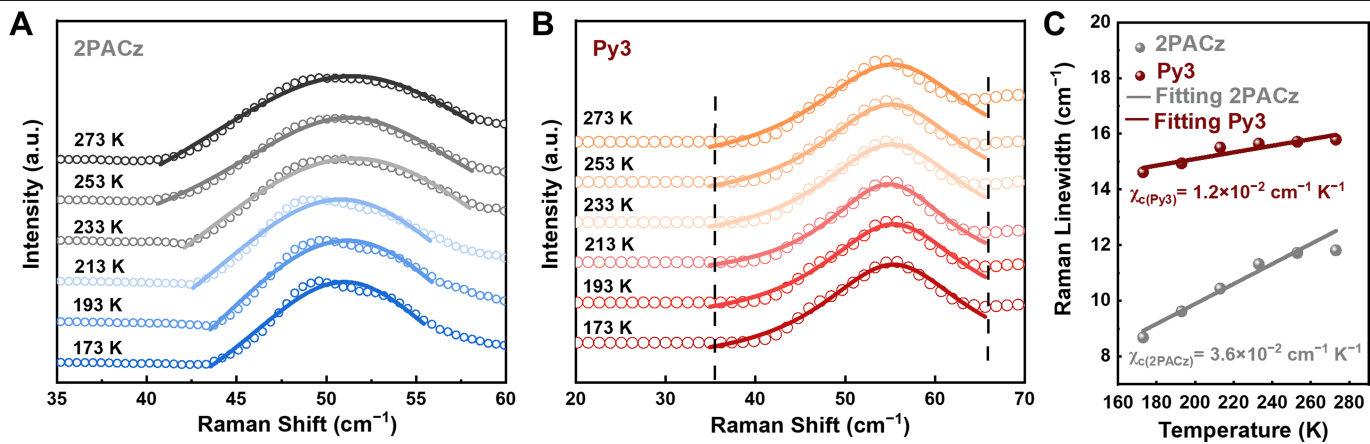 A
2PACz
273 K
253 K
233 K
213 K
193 K
173 K
Intensity (a.u.)
35 40 45 50 55 60
Raman Shift (cm⁻¹)
B
Py3
273 K
253 K
233 K
213 K
193 K
173 K
Intensity (a.u.)
20 30 40 50 60 70
Raman Shift (cm⁻¹)
C
20
18
16
14
12
10
8
Raman Linewidth (cm⁻¹)
2PACz
Py3
Fitting 2PACz
Fitting Py3
χc(Py3)= 1.2×10⁻² cm⁻¹ K⁻¹
χc(2PACz)= 3.6×10⁻² cm⁻¹ K⁻¹
160 180 200 220 240 260 280
Temperature (K)